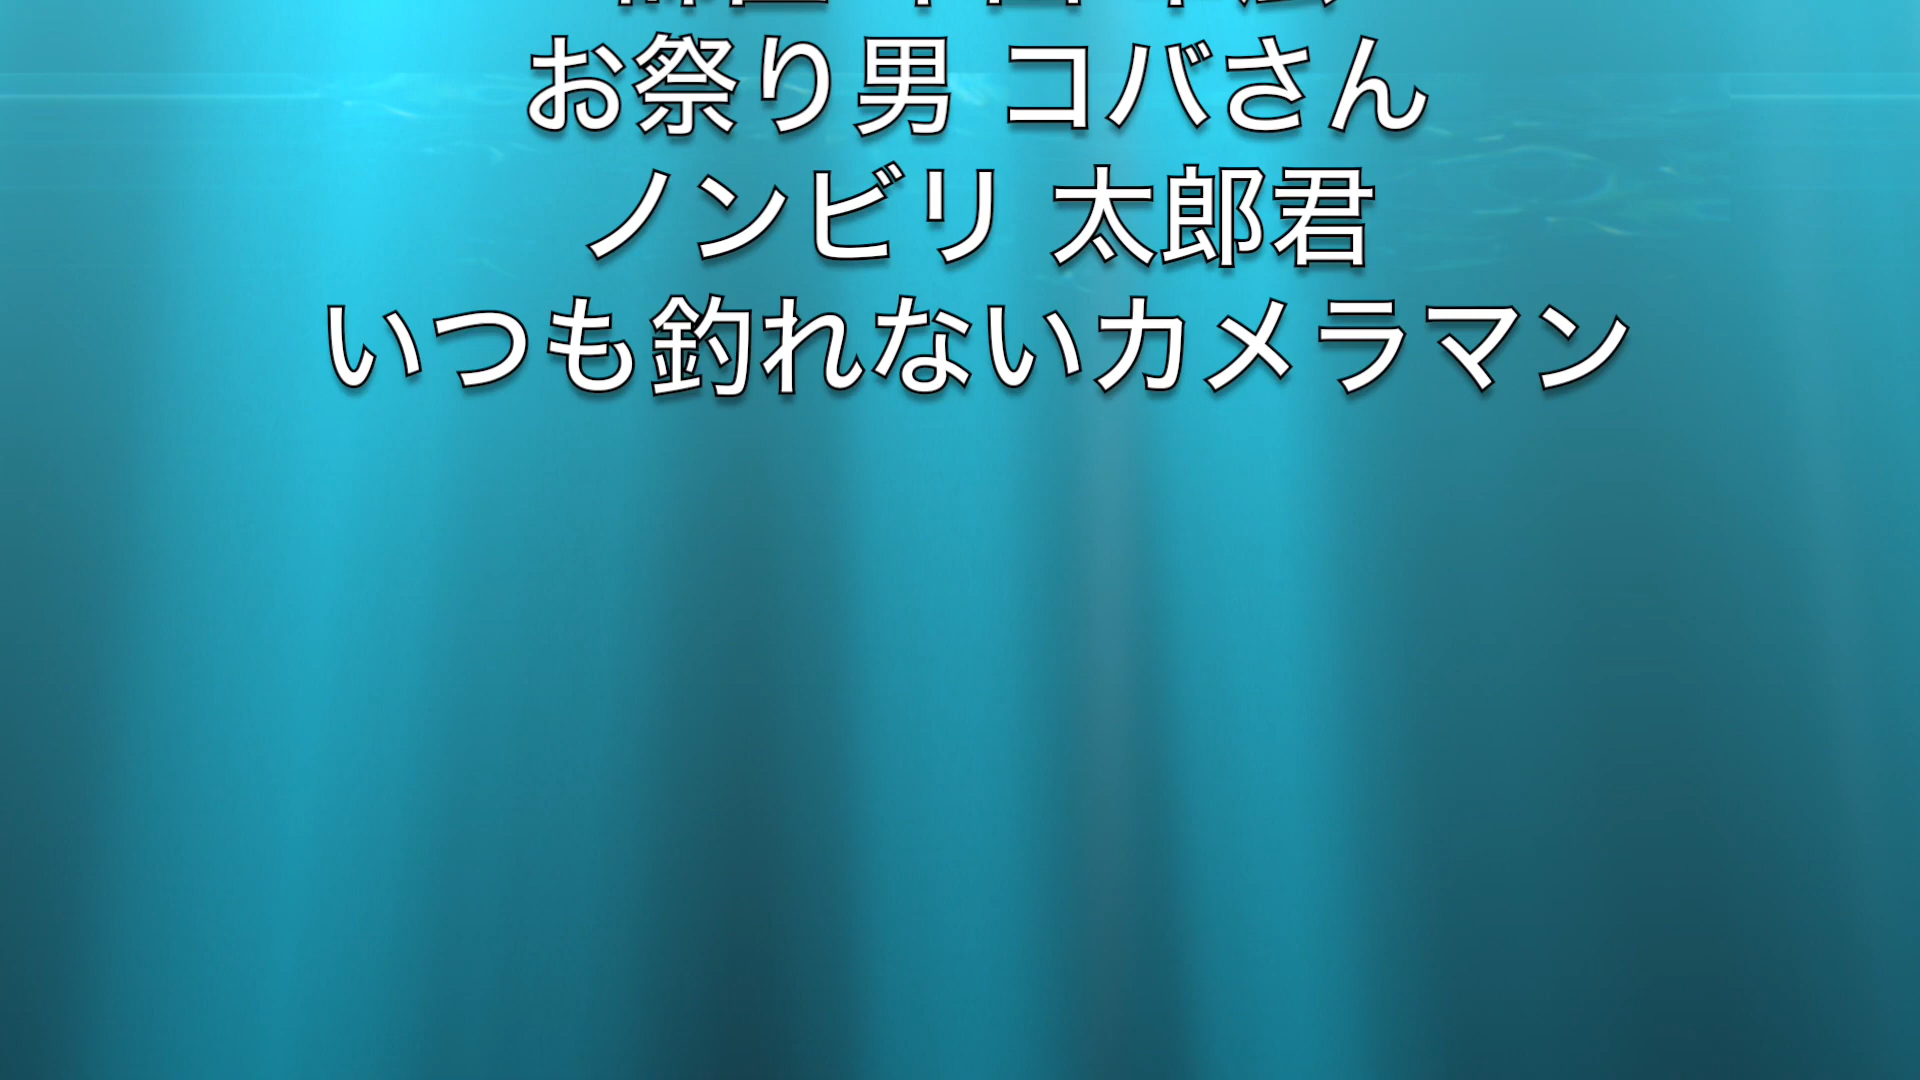 お祭り男 コバさん
ノンビリ 太郎君
いつも釣れないカメラマン